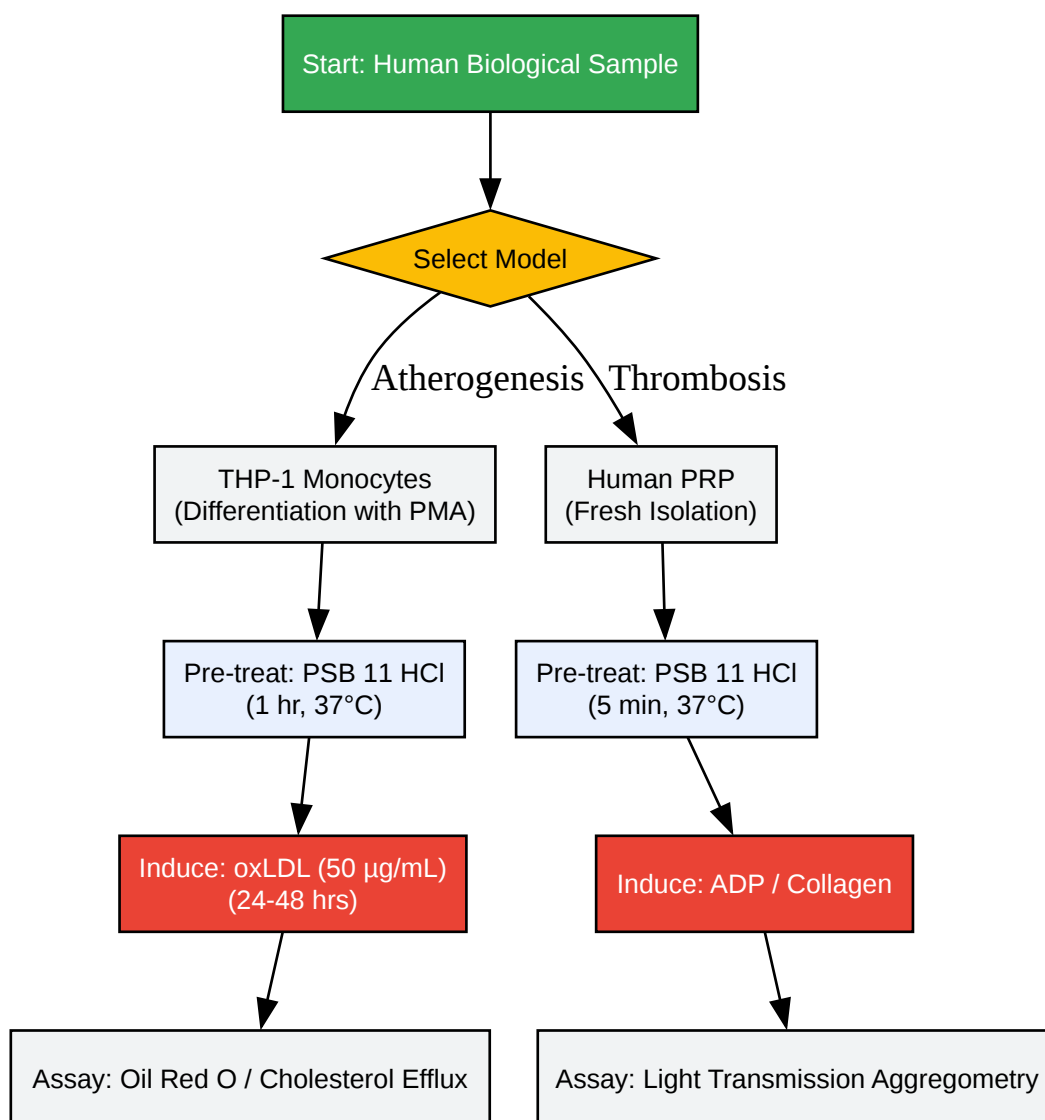 Start: Human Biological Sample
Select Model
Atherogenesis
Thrombosis
THP-1 Monocytes
(Differentiation with PMA)
Human PRP
(Fresh Isolation)
Pre-treat: PSB 11 HCl
(1 hr, 37°C)
Pre-treat: PSB 11 HCl
(5 min, 37°C)
Induce: oxLDL (50 µg/mL)
(24-48 hrs)
Induce: ADP / Collagen
Assay: Oil Red O / Cholesterol Efflux
Assay: Light Transmission Aggregometry